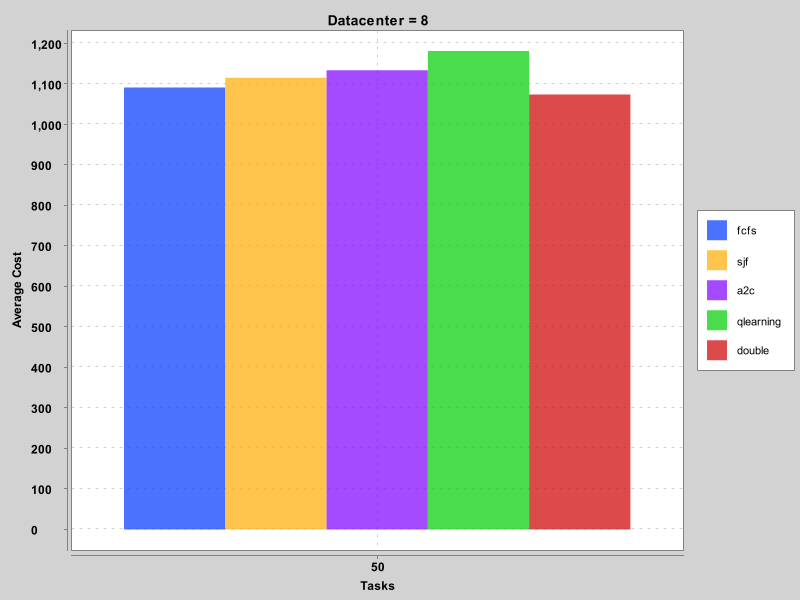 Datacenter = 8
1,200
1,100
1,000
900
800
700
600
500
400
300
200
100
0
Average Cost
50
Tasks
fcfs
sjf
a2c
qlearning
double